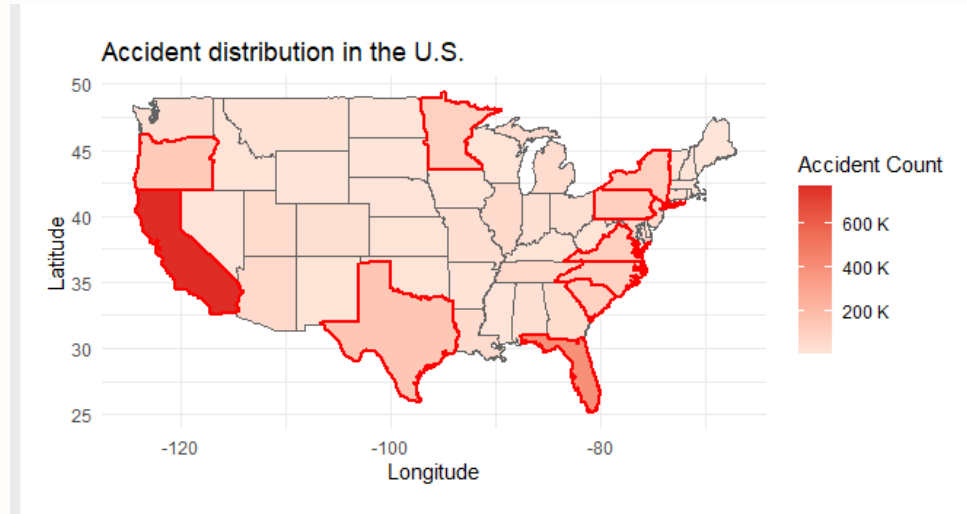 Accident distribution in the U.S.
50
45
40
35
30
25
Latitude
-120
-100
-80
Longitude
Accident Count
600 K
400 K
200 K